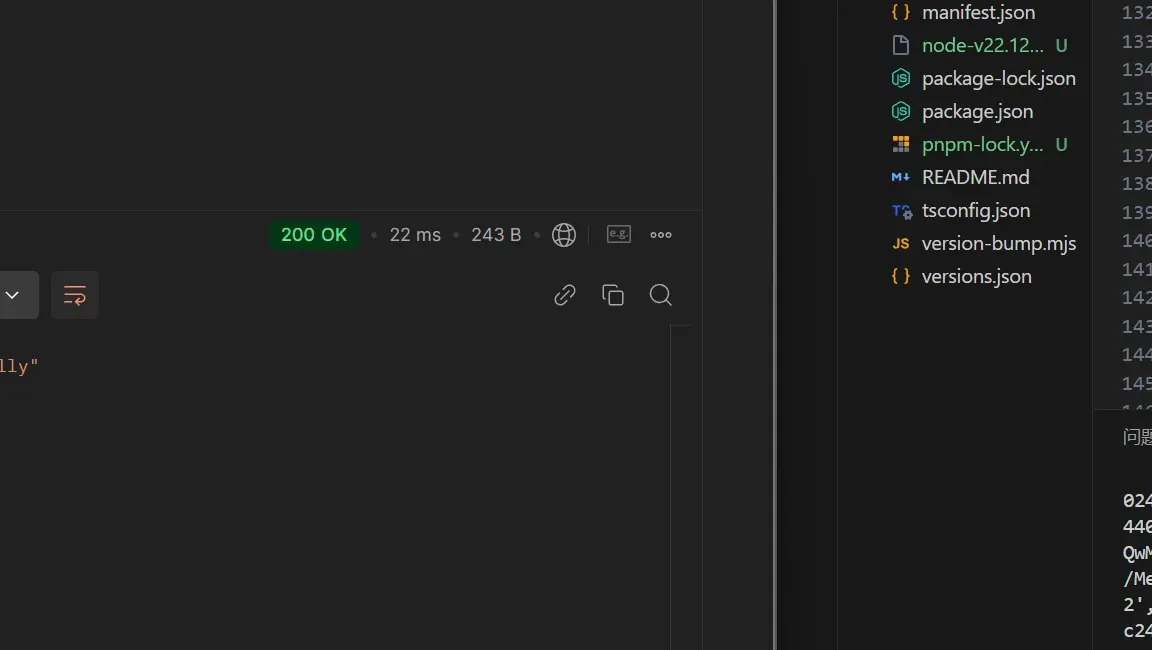 200 OK 22 ms 243 B e.g.
lly"
manifest.json
node-v22.12... U
package-lock.json
package.json
pnpm-lock.y... U
README.md
tsconfig.json
version-bump.mjs
versions.json
132
133
134
135
136
137
138
139
140
141
142
143
144
145
问题
024
440
QwM
/Me
2',
c24